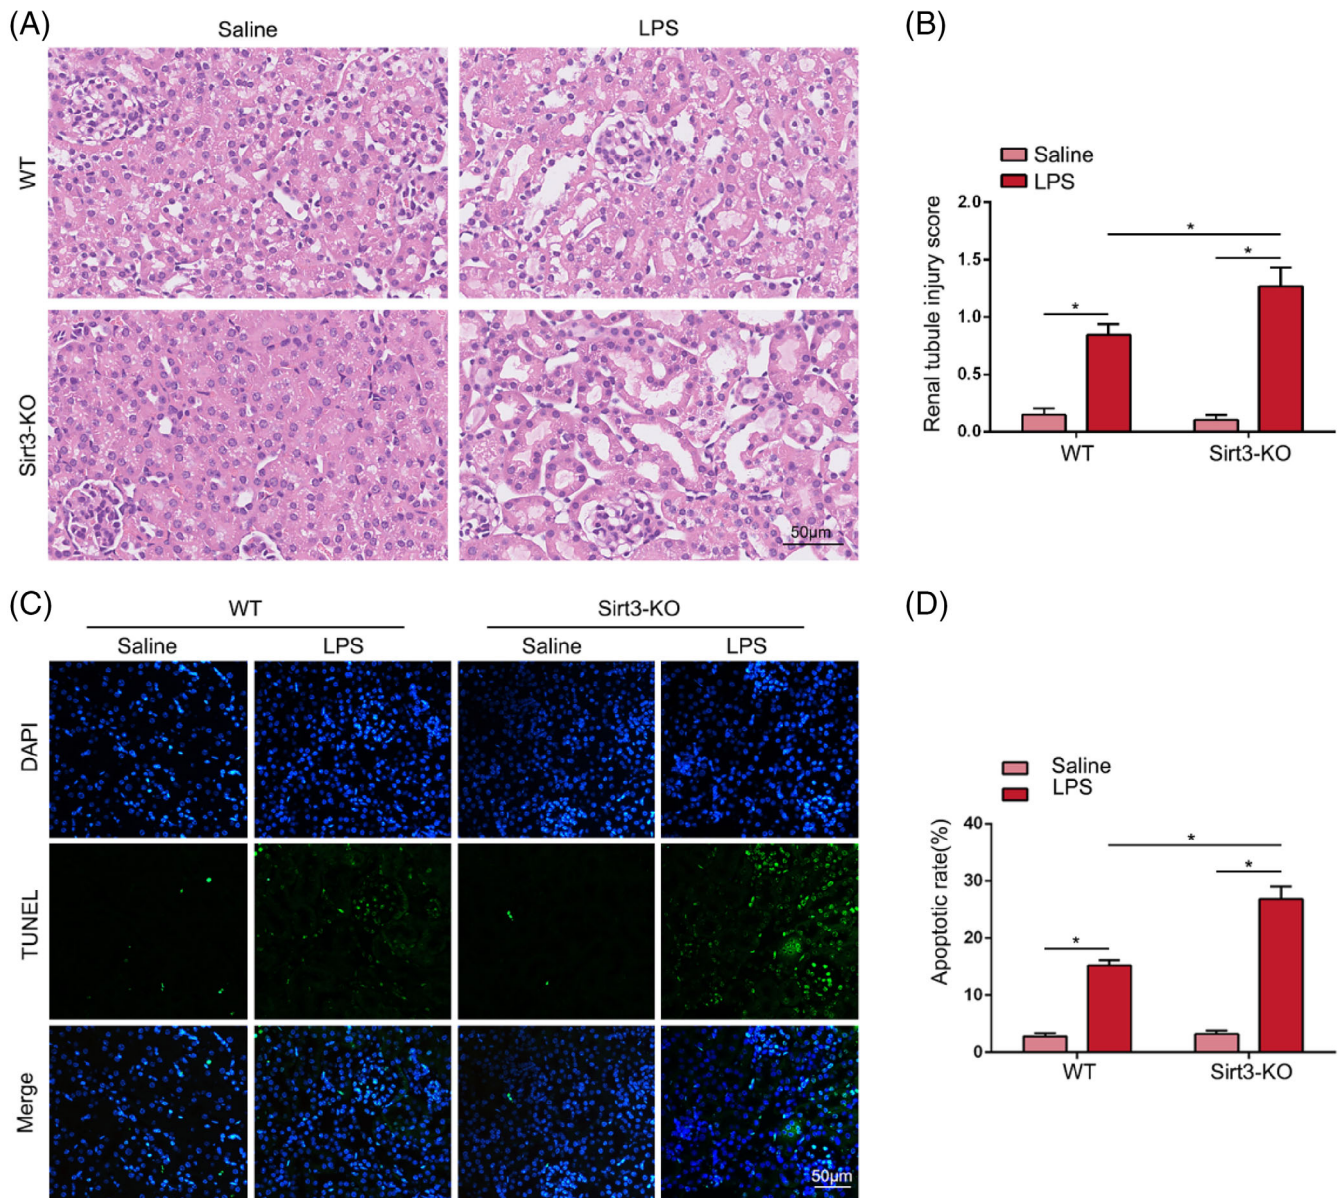 (A)
Saline
LPS
WT
Sirt3-KO
50μm
(B)
Saline
LPS
Renal tubule injury score
2.0
1.5
1.0
0.5
0.0
*
*
*
WT
Sirt3-KO
(C)
WT
Sirt3-KO
Saline
LPS
Saline
LPS
DAPI
TUNEL
Merge
50μm
(D)
Saline
LPS
Apoptotic rate(%)
40
30
20
10
0
*
*
*
WT
Sirt3-KO